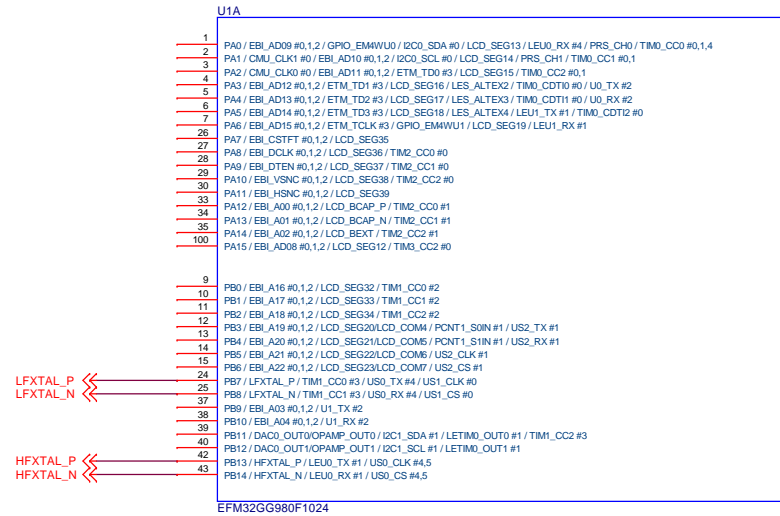 U1A
1 PA0 / EBI_AD09 #0,1,2 / GPIO_EM4WU0 / I2C0_SDA #0 / LCD_SEG13 / LEU0_RX #4 / PRS_CH0 / TIM0_CC0 #0,1,4
2 PA1 / CMU_CLK1 #0 / EBI_AD10 #0,1,2 / I2C0_SCL #0 / LCD_SEG14 / PRS_CH1 / TIM0_CC1 #0,1
3 PA2 / CMU_CLK0 #0 / EBI_AD11 #0,1,2 / ETM_TD0 #3 / LCD_SEG15 / TIM0_CC2 #0,1
4 PA3 / EBI_AD12 #0,1,2 / ETM_TD1 #3 / LCD_SEG16 / LES_ALTEX2 / TIM0_CDTI0 #0 / U0_TX #2
5 PA4 / EBI_AD13 #0,1,2 / ETM_TD2 #3 / LCD_SEG17 / LES_ALTEX3 / TIM0_CDTI1 #0 / U0_RX #2
6 PA5 / EBI_AD14 #0,1,2 / ETM_TD3 #3 / LCD_SEG18 / LES_ALTEX4 / LEU1_TX #1 / TIM0_CDTI2 #0
7 PA6 / EBI_AD15 #0,1,2 / ETM_TCLK #3 / GPIO_EM4WU1 / LCD_SEG19 / LEU1_RX #1
26 PA7 / EBI_CSTFT #0,1,2 / LCD_SEG35
27 PA8 / EBI_DCLK #0,1,2 / LCD_SEG36 / TIM2_CC0 #0
28 PA9 / EBI_DTEN #0,1,2 / LCD_SEG37 / TIM2_CC1 #0
29 PA10 / EBI_VSNC #0,1,2 / LCD_SEG38 / TIM2_CC2 #0
30 PA11 / EBI_HSNC #0,1,2 / LCD_SEG39
33 PA12 / EBI_A00 #0,1,2 / LCD_BCAP_P / TIM2_CC0 #1
34 PA13 / EBI_A01 #0,1,2 / LCD_BCAP_N / TIM2_CC1 #1
35 PA14 / EBI_A02 #0,1,2 / LCD_BEXT / TIM2_CC2 #1
100 PA15 / EBI_AD08 #0,1,2 / LCD_SEG12 / TIM3_CC2 #0
9 PB0 / EBI_A16 #0,1,2 / LCD_SEG32 / TIM1_CC0 #2
10 PB1 / EBI_A17 #0,1,2 / LCD_SEG33 / TIM1_CC1 #2
11 PB2 / EBI_A18 #0,1,2 / LCD_SEG34 / TIM1_CC2 #2
12 PB3 / EBI_A19 #0,1,2 / LCD_SEG20/LCD_COM4 / PCNT1_S0IN #1 / US2_TX #1
13 PB4 / EBI_A20 #0,1,2 / LCD_SEG21/LCD_COM5 / PCNT1_S1IN #1 / US2_RX #1
14 PB5 / EBI_A21 #0,1,2 / LCD_SEG22/LCD_COM6 / US2_CLK #1
15 PB6 / EBI_A22 #0,1,2 / LCD_SEG23/LCD_COM7 / US2_CS #1
LFXTAL_P 24 PB7 / LFXTAL_P / TIM1_CC0 #3 / US0_TX #4 / US1_CLK #0
LFXTAL_N 25 PB8 / LFXTAL_N / TIM1_CC1 #3 / US0_RX #4 / US1_CS #0
37 PB9 / EBI_A03 #0,1,2 / U1_TX #2
38 PB10 / EBI_A04 #0,1,2 / U1_RX #2
39 PB11 / DAC0_OUT0/OPAMP_OUT0 / I2C1_SDA #1 / LETIM0_OUT0 #1 / TIM1_CC2 #3
40 PB12 / DAC0_OUT1/OPAMP_OUT1 / I2C1_SCL #1 / LETIM0_OUT1 #1
HFXTAL_P 42 PB13 / HFXTAL_P / LEU0_TX #1 / US0_CLK #4,5
HFXTAL_N 43 PB14 / HFXTAL_N / LEU0_RX #1 / US0_CS #4,5
EFM32GG980F1024